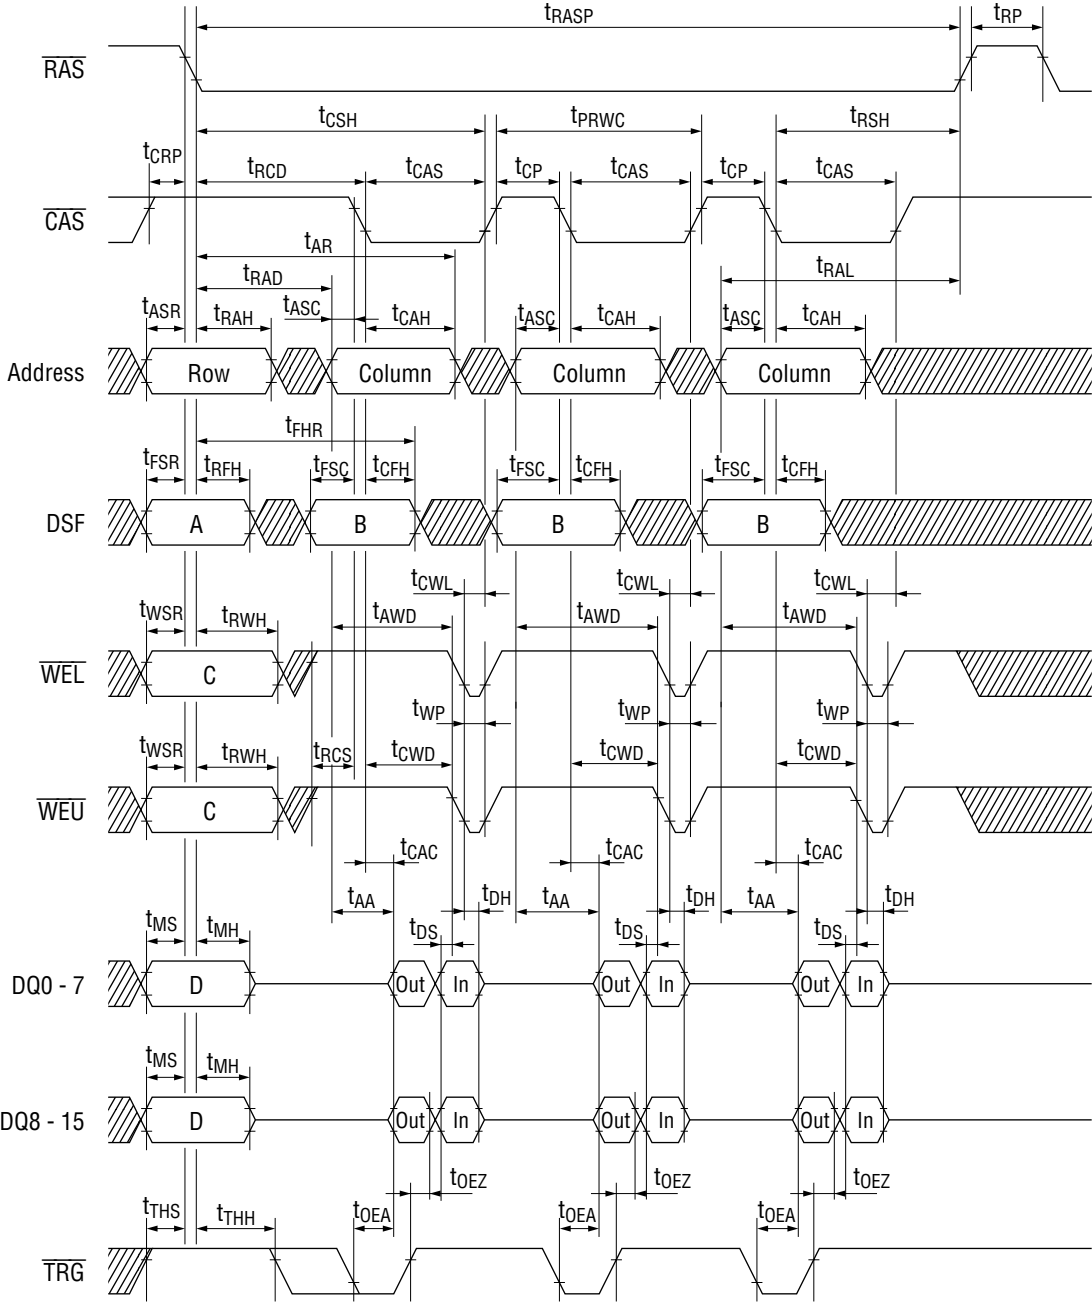 tRASP tRP
RAS
tCSH tPRWC tRSH
tCRP tRCD tCAS tCP tCAS tCP tCAS
CAS
tAR
tRAD tRAL
tASR tRAH tASC tCAH tASC tCAH tASC tCAH
Address Row Column Column Column
tFHR
tFSR tRFH tFSC tCFH tFSC tCFH tFSC tCFH
DSF A B B B
tCWL tCWL tCWL
tWSR tRWH tAWD tAWD tAWD
WEL C
tWP tWP tWP
tWSR tRWH tRCS tCWD tCWD tCWD
WEU C
tCAC tCAC tCAC
tAA tDH tAA tDH tAA tDH
tMS tMH tDS tDS tDS
DQ0 - 7 D Out In Out In Out In
tMS tMH
DQ8 - 15 D Out In Out In Out In
tOEZ tOEZ tOEZ
tTHS tTHH tOEA tOEA tOEA
TRG